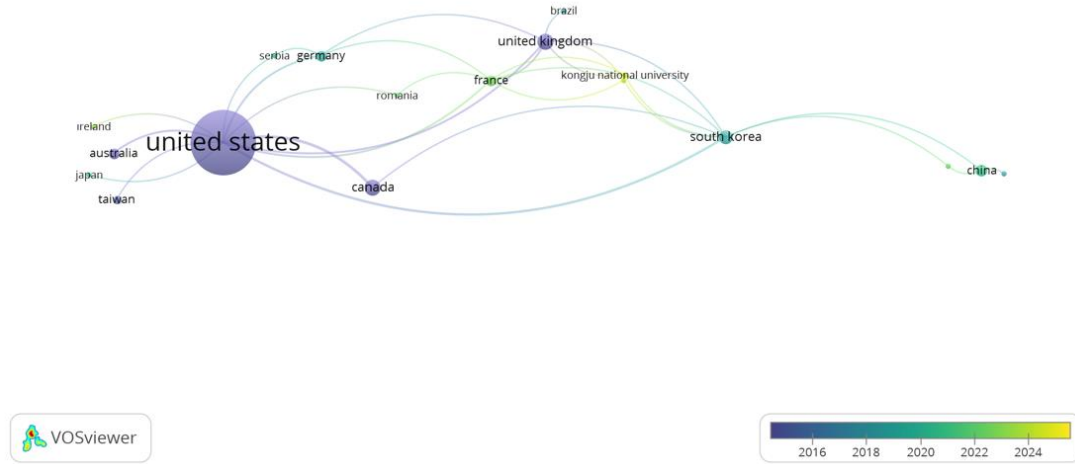 brazil
united kingdom
serbia
germany
kongju national university
france
romania
ireland
south korea
united states
australia
china
japan
canada
taiwan
VOSviewer
2016
2018
2020
2022
2024